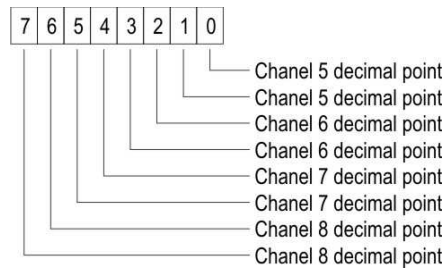 7 6 5 4 3 2 1 0
Chanel 5 decimal point
Chanel 5 decimal point
Chanel 6 decimal point
Chanel 6 decimal point
Chanel 7 decimal point
Chanel 7 decimal point
Chanel 8 decimal point
Chanel 8 decimal point